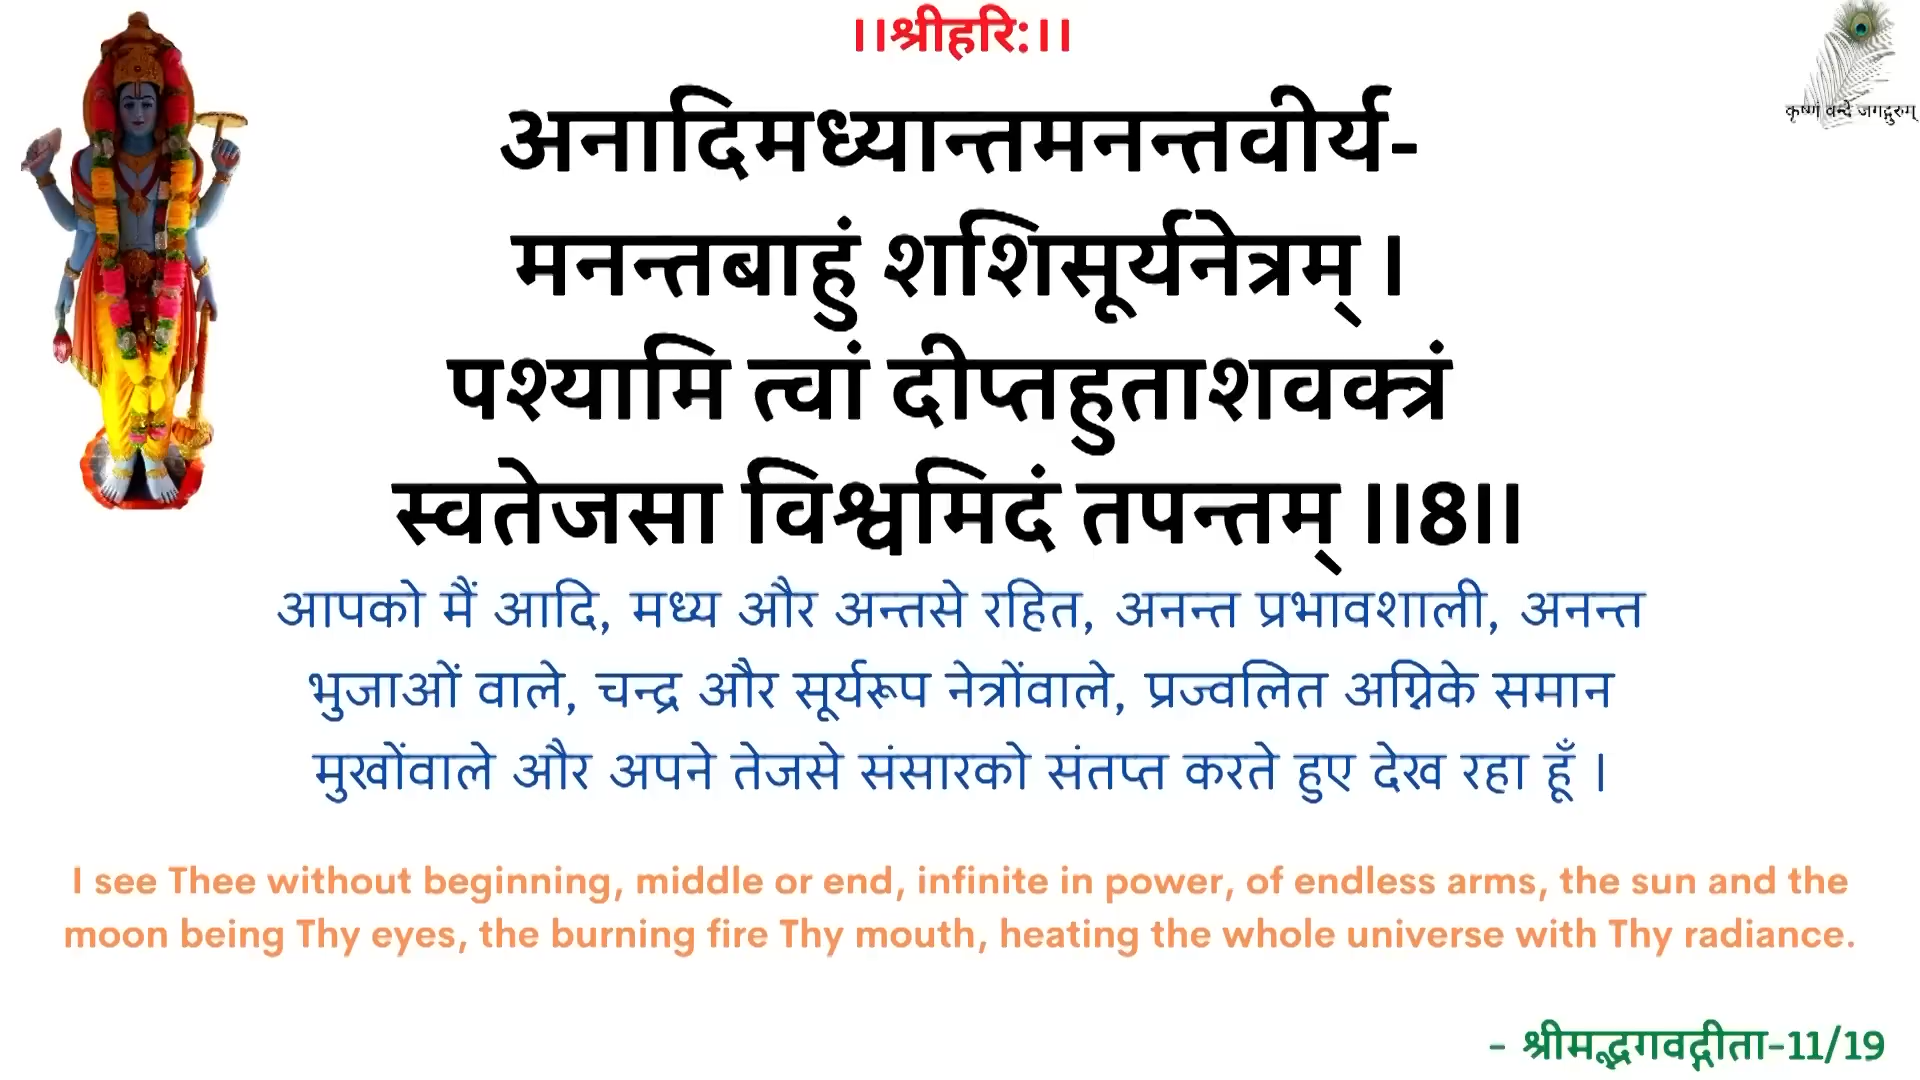 ।।श्रीहरि:।।
कृष्णं वन्दे जगद्गुरुम्
अनादिमध्यान्तमनन्तवीर्य-
मनन्तबाहुं शशिसूर्यनेत्रम् ।
पश्यामि त्वां दीप्तहुताशवक्त्रं
स्वतेजसा विश्वमिदं तपन्तम् ।।8।।
आपको मैं आदि, मध्य और अन्तसे रहित, अनन्त प्रभावशाली, अनन्त
भुजाओं वाले, चन्द्र और सूर्यरूप नेत्रोंवाले, प्रज्वलित अग्निके समान
मुखोंवाले और अपने तेजसे संसारको संतप्त करते हुए देख रहा हूँ ।
I see Thee without beginning, middle or end, infinite in power, of endless arms, the sun and the
moon being Thy eyes, the burning fire Thy mouth, heating the whole universe with Thy radiance.
- श्रीमद्भगवद्गीता-11/19